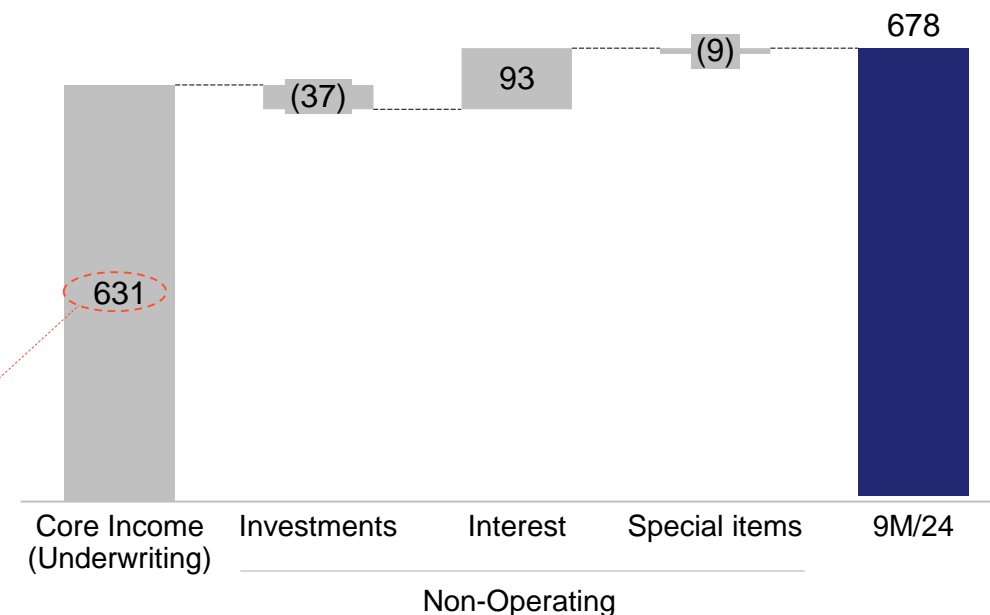 678
(9)
93
(37)
631
Core Income
(Underwriting)
Investments
Interest
Special items
9M/24
Non-Operating